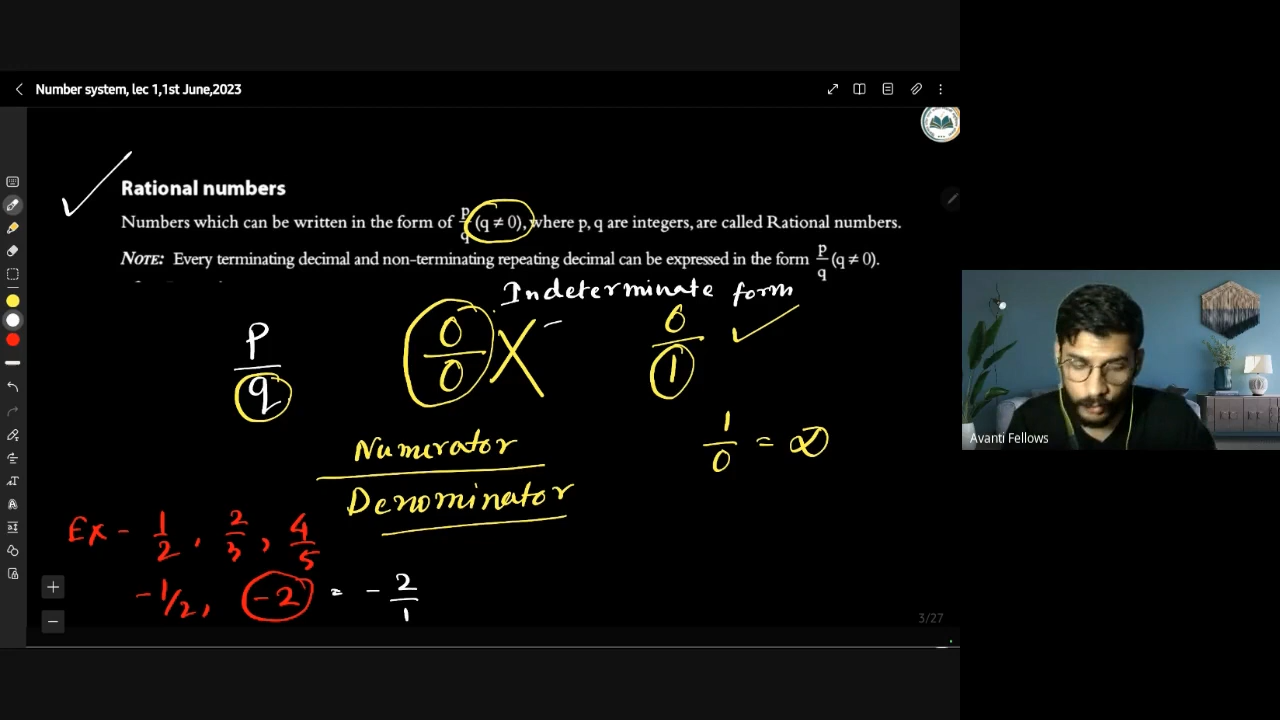 Number system, lec 1,1st June,2023
Rational numbers
Numbers which can be written in the form of p/q (q ≠ 0), where p, q are integers, are called Rational numbers.
NOTE: Every terminating decimal and non-terminating repeating decimal can be expressed in the form p/q (q ≠ 0).
Indeterminate form
p/q 0/0 X 0/1 ✓
1/0 = ∞
Numerator
Denominator
Ex - 1/2, 2/3, 4/5
-1/2, -2 = - 2/1
3/27
Avanti Fellows